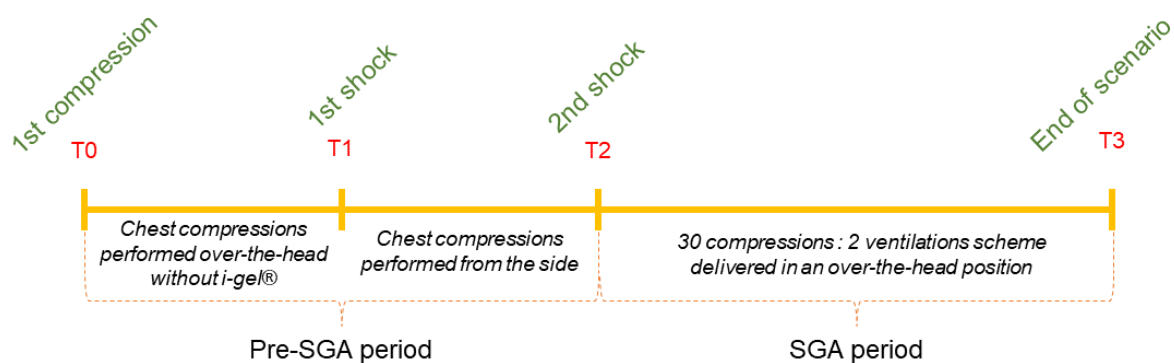 1st compression
1st shock
2nd shock
End of scenario
T0
T1
T2
T3
Chest compressions
performed over-the-head
without i-gel®
Chest compressions
performed from the side
30 compressions : 2 ventilations scheme
delivered in an over-the-head position
Pre-SGA period
SGA period